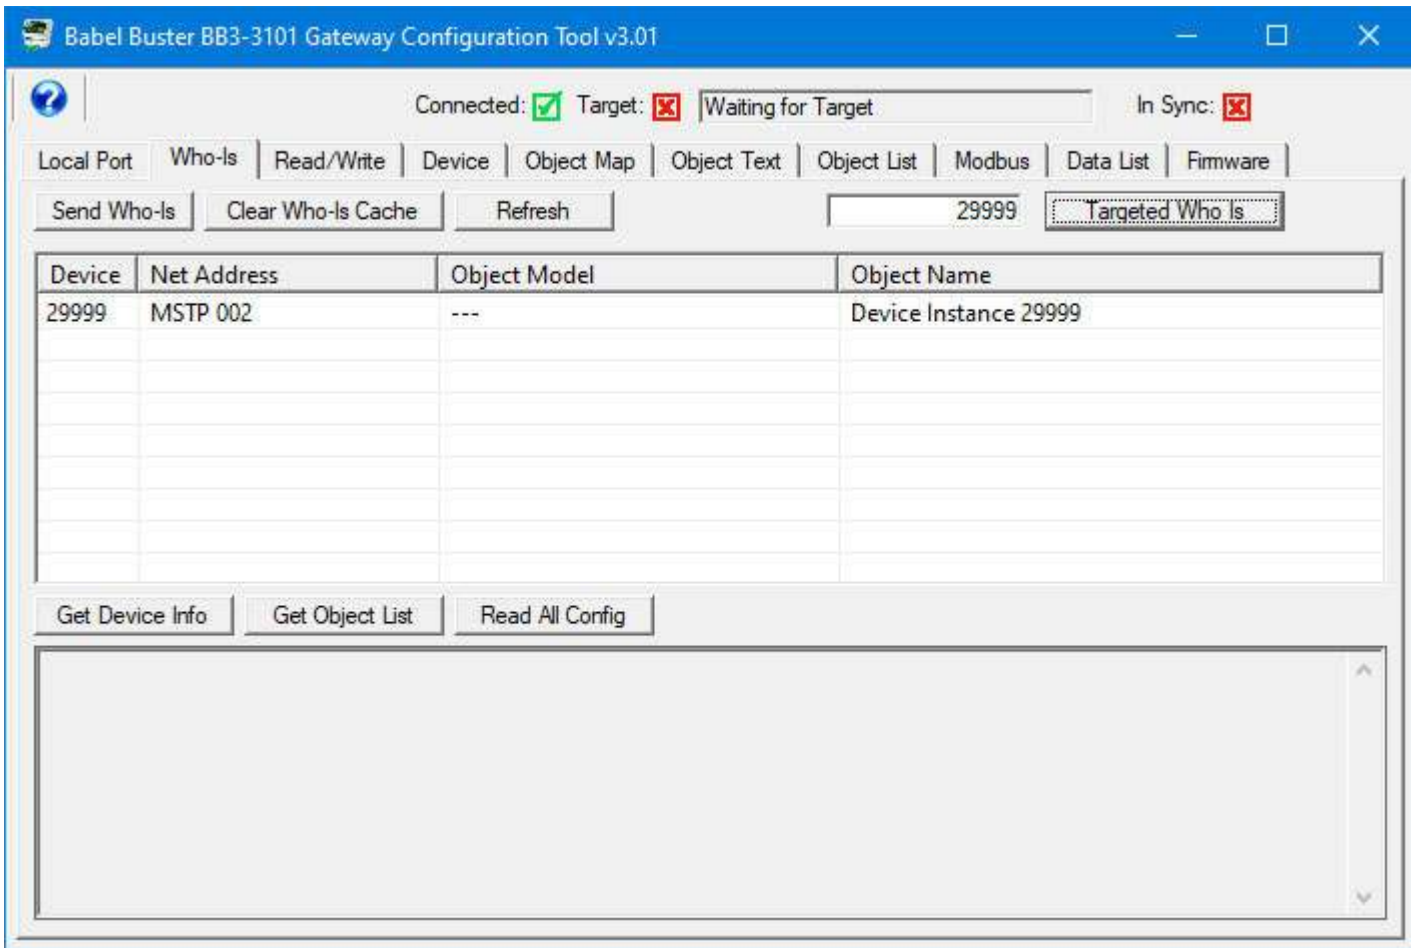 Babel Buster BB3-3101 Gateway Configuration Tool v3.01
Connected: Target: Waiting for Target In Sync:
Local Port Who-Is Read/Write Device Object Map Object Text Object List Modbus Data List Firmware
Send Who-Is Clear Who-Is Cache Refresh 29999 Targeted Who Is
Device Net Address Object Model Object Name
29999 MSTP 002 --- Device Instance 29999
Get Device Info Get Object List Read All Config